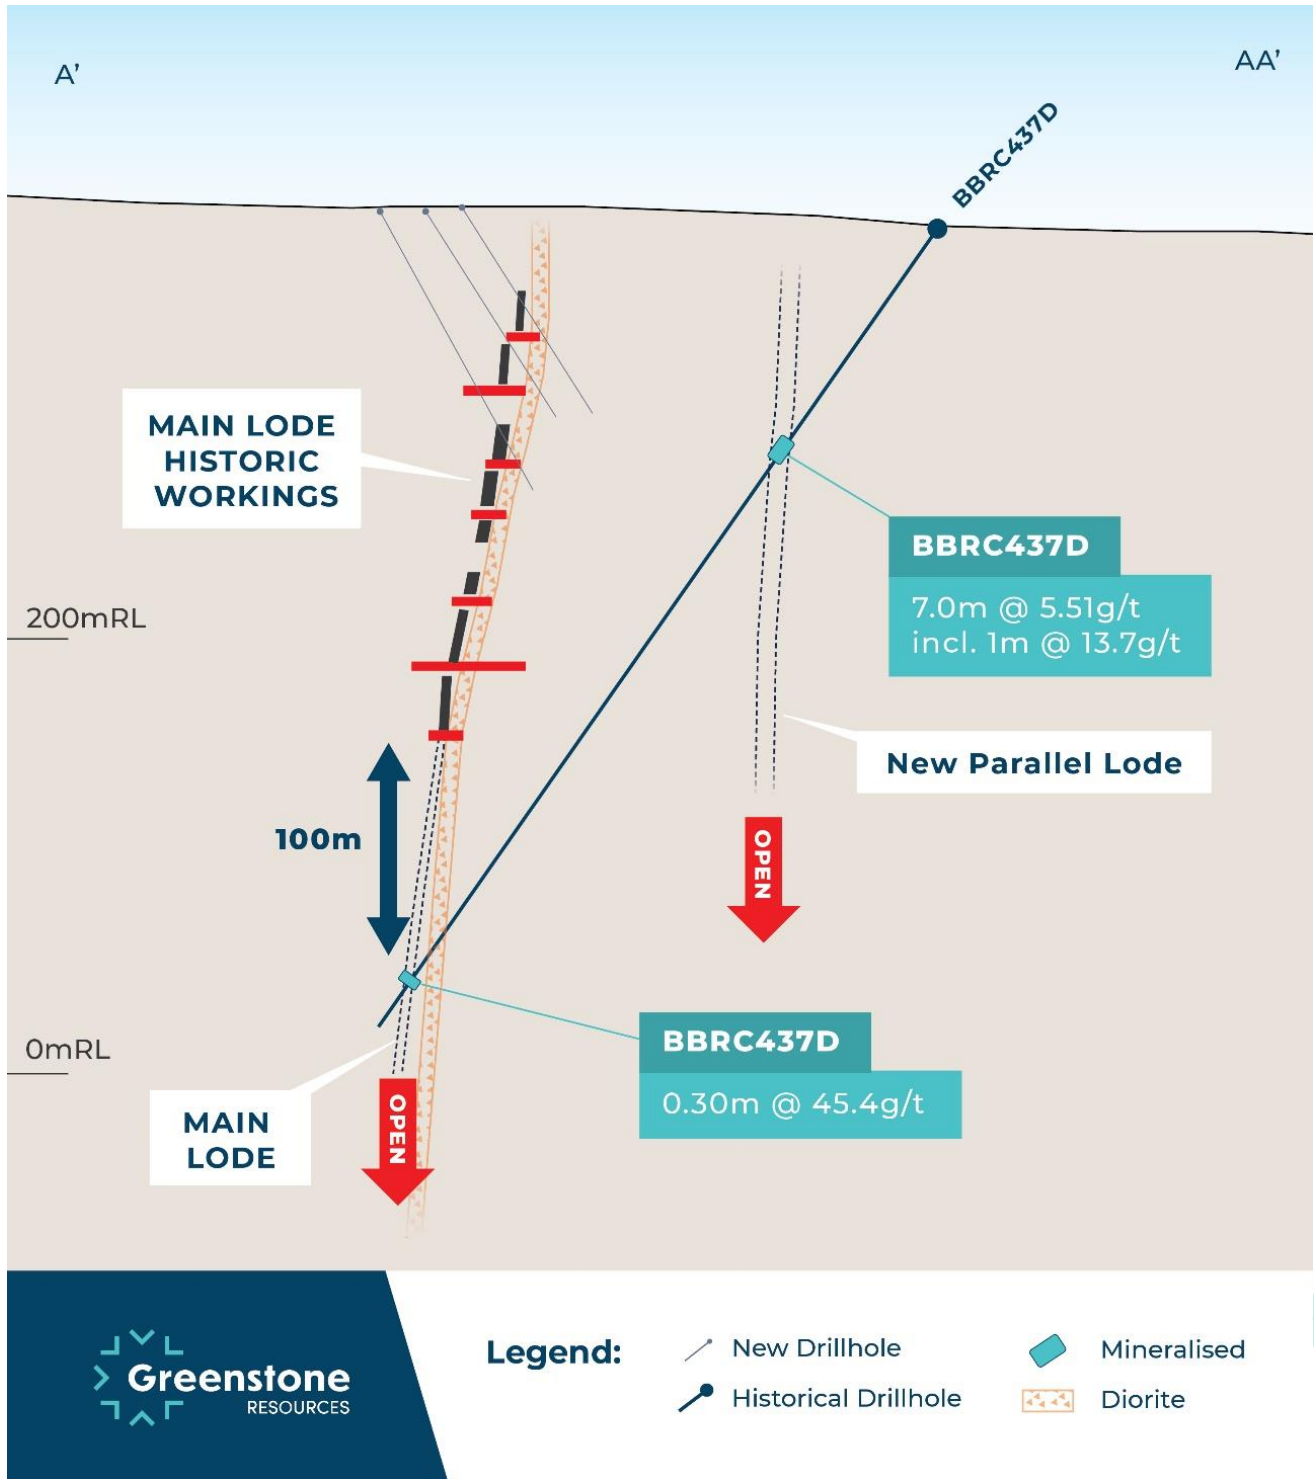 A’
AA’
BBRC437D
MAIN LODE
HISTORIC
WORKINGS
BBRC437D
7.0m @ 5.51g/t
incl. 1m @ 13.7g/t
200mRL
New Parallel Lode
100m
OPEN
BBRC437D
0.30m @ 45.4g/t
0mRL
MAIN
LODE
OPEN
Greenstone
RESOURCES
Legend:
New Drillhole
Historical Drillhole
Mineralised
Diorite